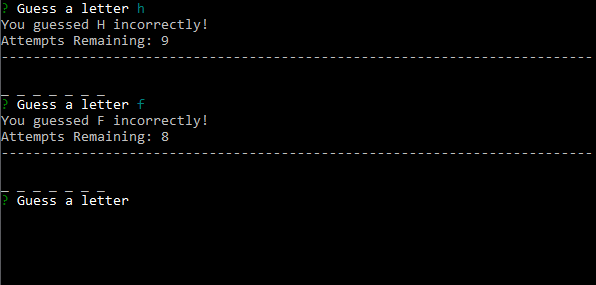 ? Guess a letter h
You guessed H incorrectly!
Attempts Remaining: 9
--------------------------------------------------------------------------
_ _ _ _ _ _ _
? Guess a letter f
You guessed F incorrectly!
Attempts Remaining: 8
--------------------------------------------------------------------------
_ _ _ _ _ _ _
? Guess a letter